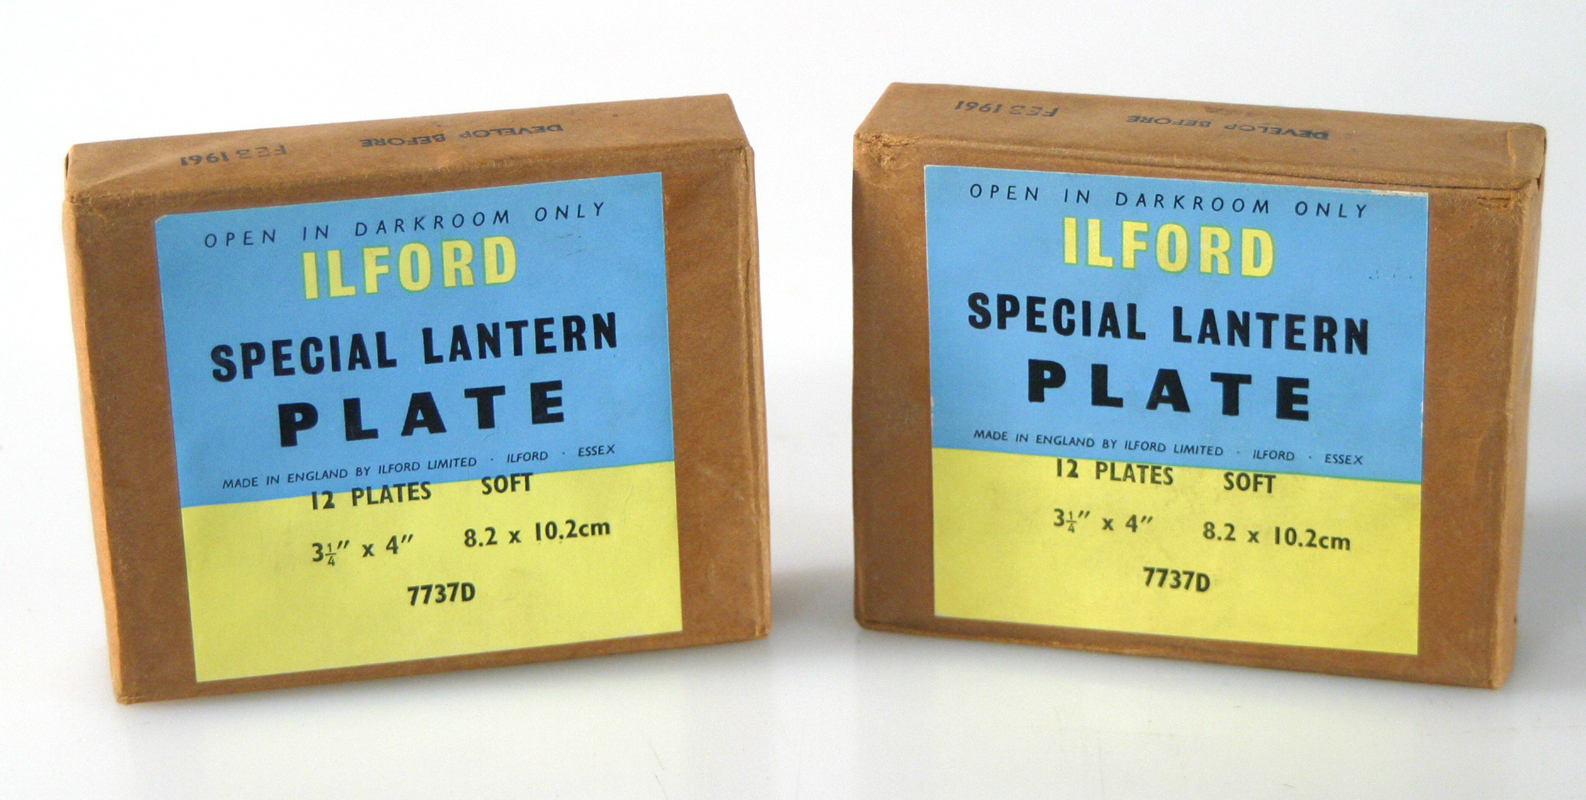 DEVELOP BEFORE FEB 1961
OPEN IN DARKROOM ONLY
ILFORD
SPECIAL LANTERN
PLATE
MADE IN ENGLAND BY ILFORD LIMITED · ILFORD · ESSEX
12 PLATES SOFT
3¼" x 4" 8.2 x 10.2cm
7737D
DEVELOP BEFORE FEB 1961
OPEN IN DARKROOM ONLY
ILFORD
SPECIAL LANTERN
PLATE
MADE IN ENGLAND BY ILFORD LIMITED · ILFORD · ESSEX
12 PLATES SOFT
3¼" x 4" 8.2 x 10.2cm
7737D